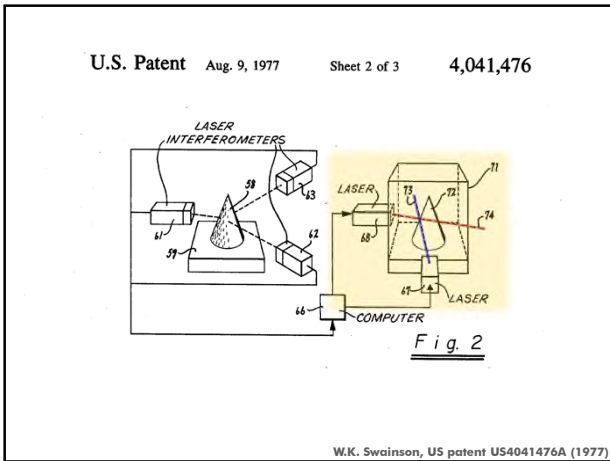 U.S. Patent Aug. 9, 1977 Sheet 2 of 3 4,041,476
LASER
INTERFEROMETERS
58
63
61
59
62
66
COMPUTER
71
73
72
LASER
68
74
67
LASER
Fig. 2
W.K. Swainson, US patent US4041476A (1977)